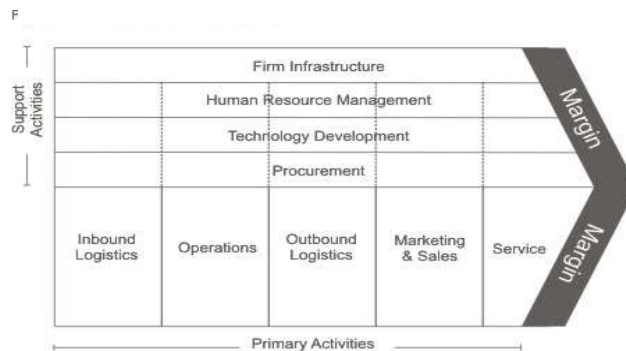 F
Support
Activities
Firm Infrastructure
Human Resource Management
Technology Development
Procurement
Margin
Inbound
Logistics
Operations
Outbound
Logistics
Marketing
& Sales
Service
Margin
Primary Activities